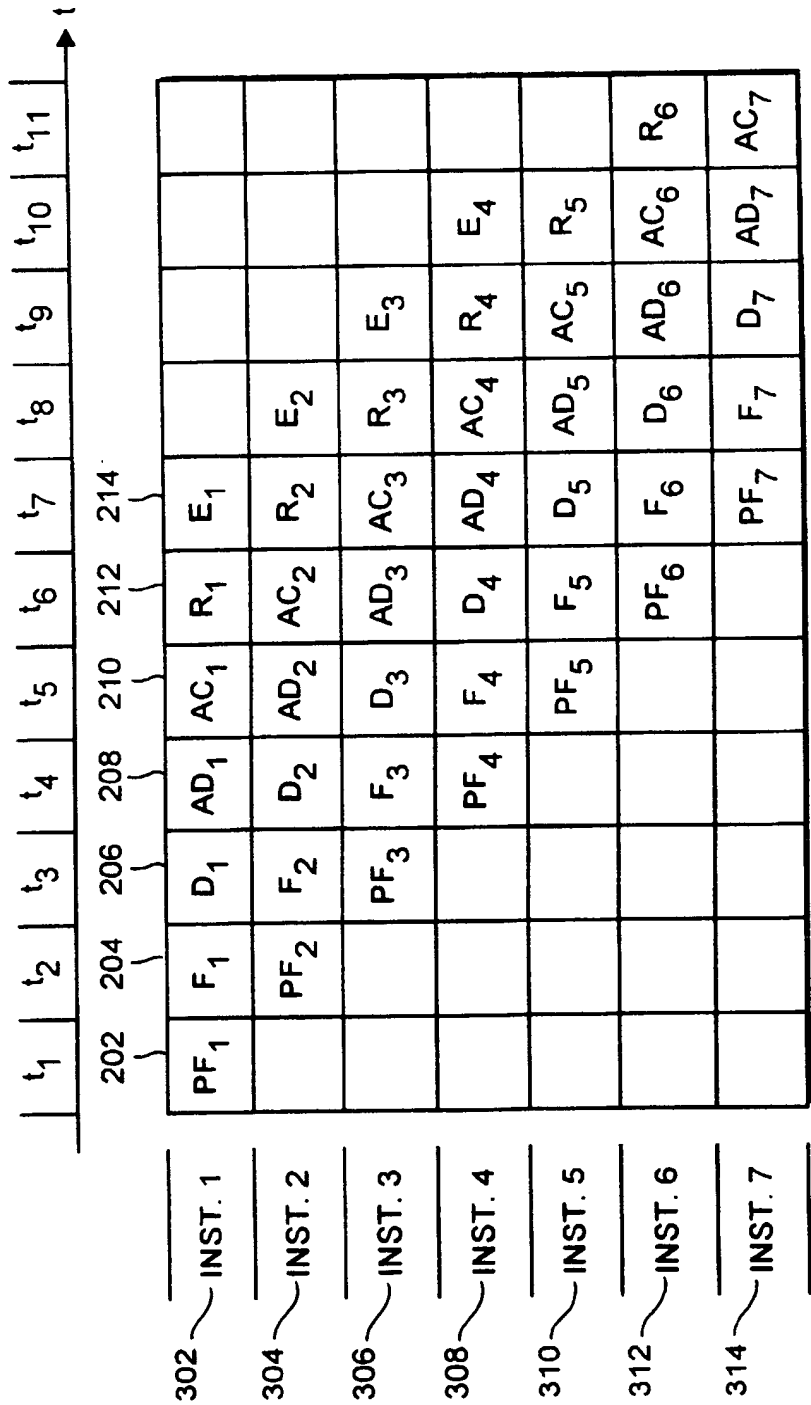 t₁ t₂ t₃ t₄ t₅ t₆ t₇ t₈ t₉ t₁₀ t₁₁ t
202 204 206 208 210 212 214
302 INST. 1 PF₁ F₁ D₁ AD₁ AC₁ R₁ E₁
304 INST. 2 PF₂ F₂ D₂ AD₂ AC₂ R₂ E₂
306 INST. 3 PF₃ F₃ D₃ AD₃ AC₃ R₃ E₃
308 INST. 4 PF₄ F₄ D₄ AD₄ AC₄ R₄ E₄
310 INST. 5 PF₅ F₅ D₅ AD₅ AC₅ R₅
312 INST. 6 PF₆ F₆ D₆ AD₆ AC₆ R₆
314 INST. 7 PF₇ F₇ D₇ AD₇ AC₇